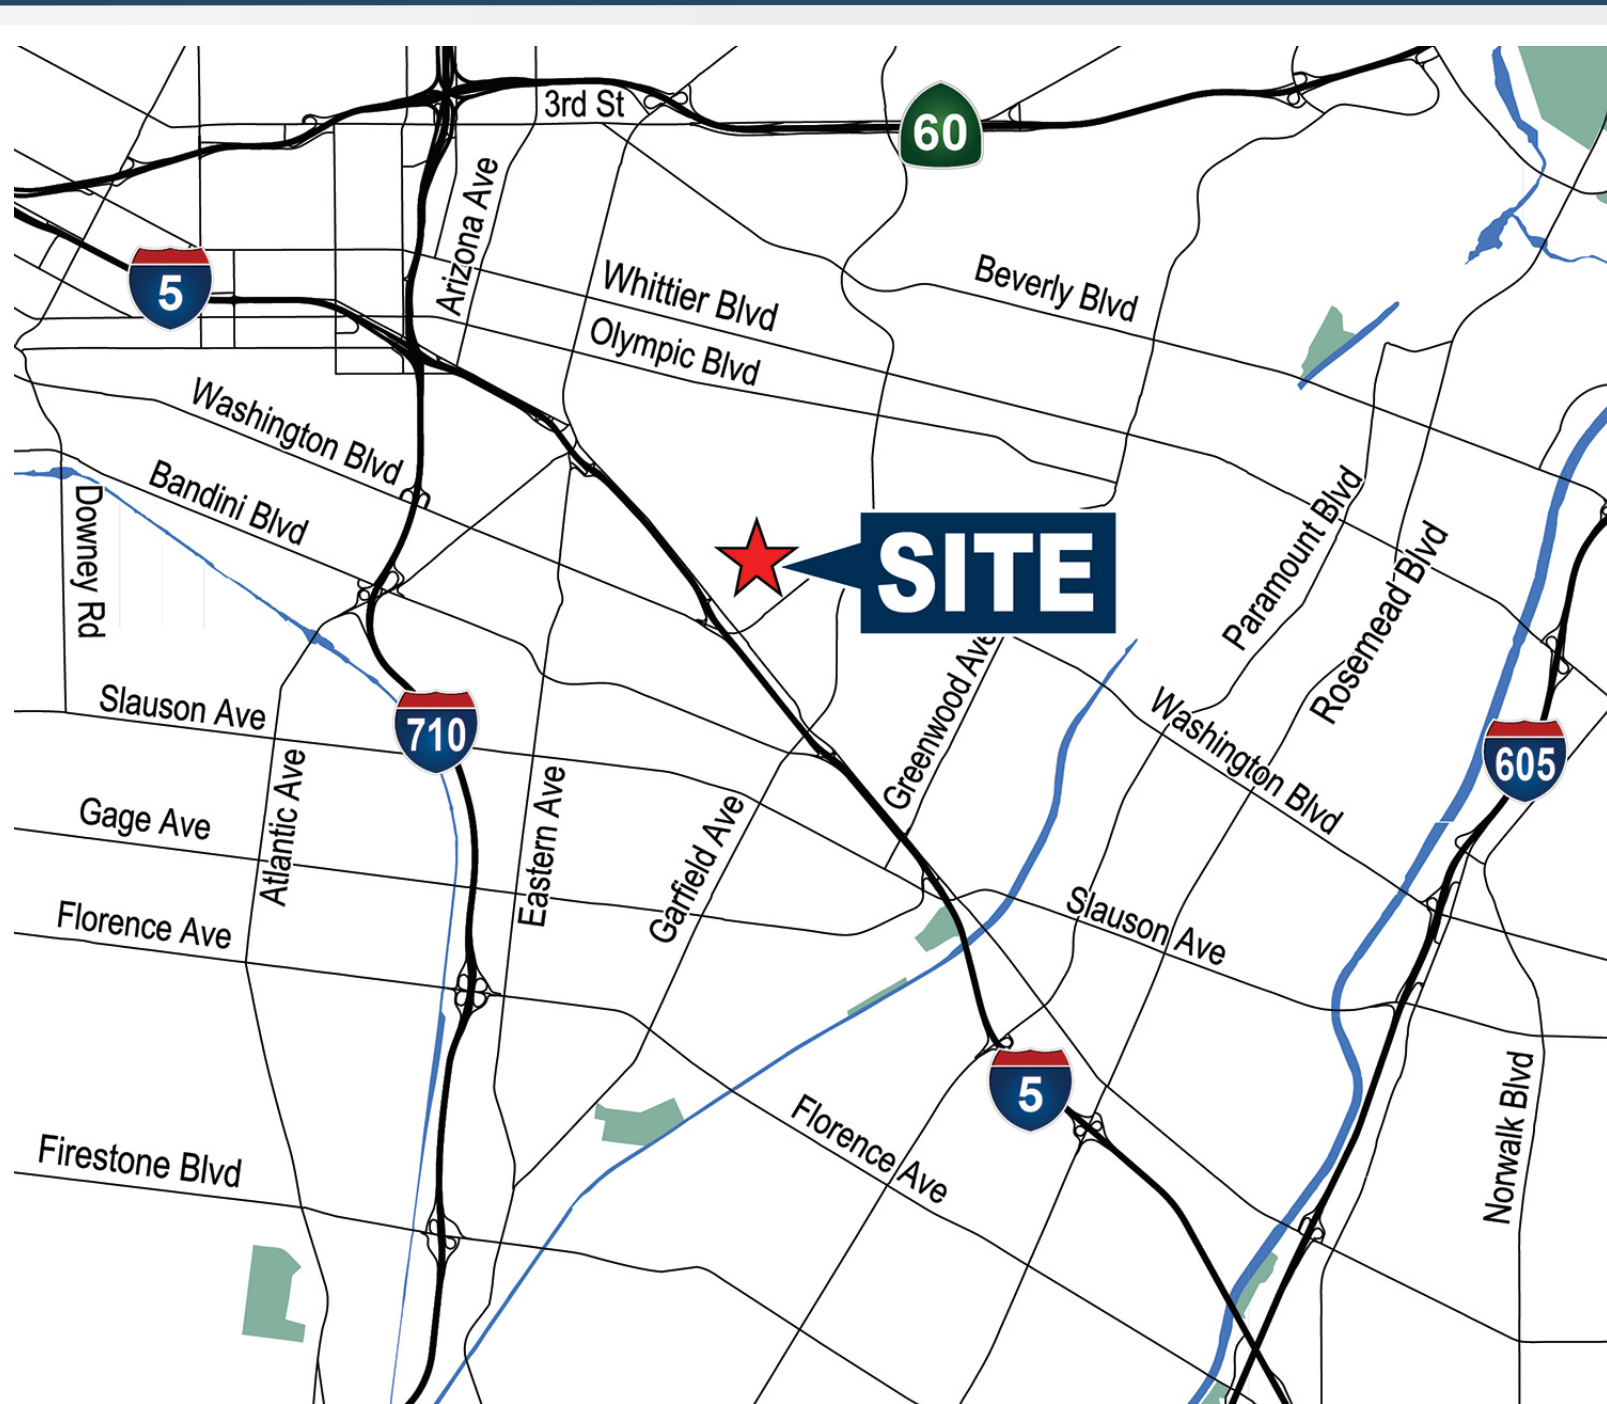 3rd St
60
Arizona Ave
5
Whittier Blvd
Beverly Blvd
Olympic Blvd
Washington Blvd
Bandini Blvd
Downey Rd
SITE
Paramount Blvd
Rosemead Blvd
Greenwood Ave
Slauson Ave
710
Washington Blvd
605
Atlantic Ave
Eastern Ave
Garfield Ave
Gage Ave
Florence Ave
Slauson Ave
5
Florence Ave
Norwalk Blvd
Firestone Blvd